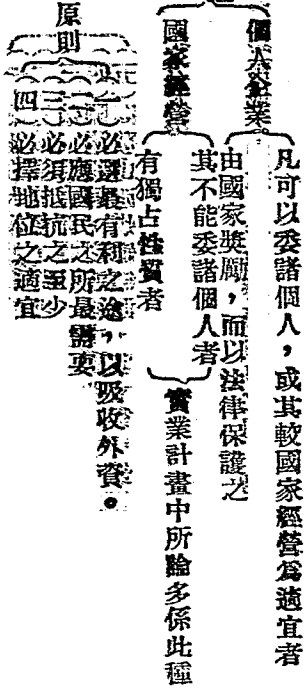 個人企業
凡可以委諸個人，或其較國家經營為適宜者
由國家獎厲，而以法律保護之
國家經營
其不能委諸個人者
有獨占性質者
實業計畫中所論多係此種
原則
一 必選最有利之途，以吸收外資。
二 必應國民之所最需要
三 必須抵抗之至少
四 必擇地位之適宜